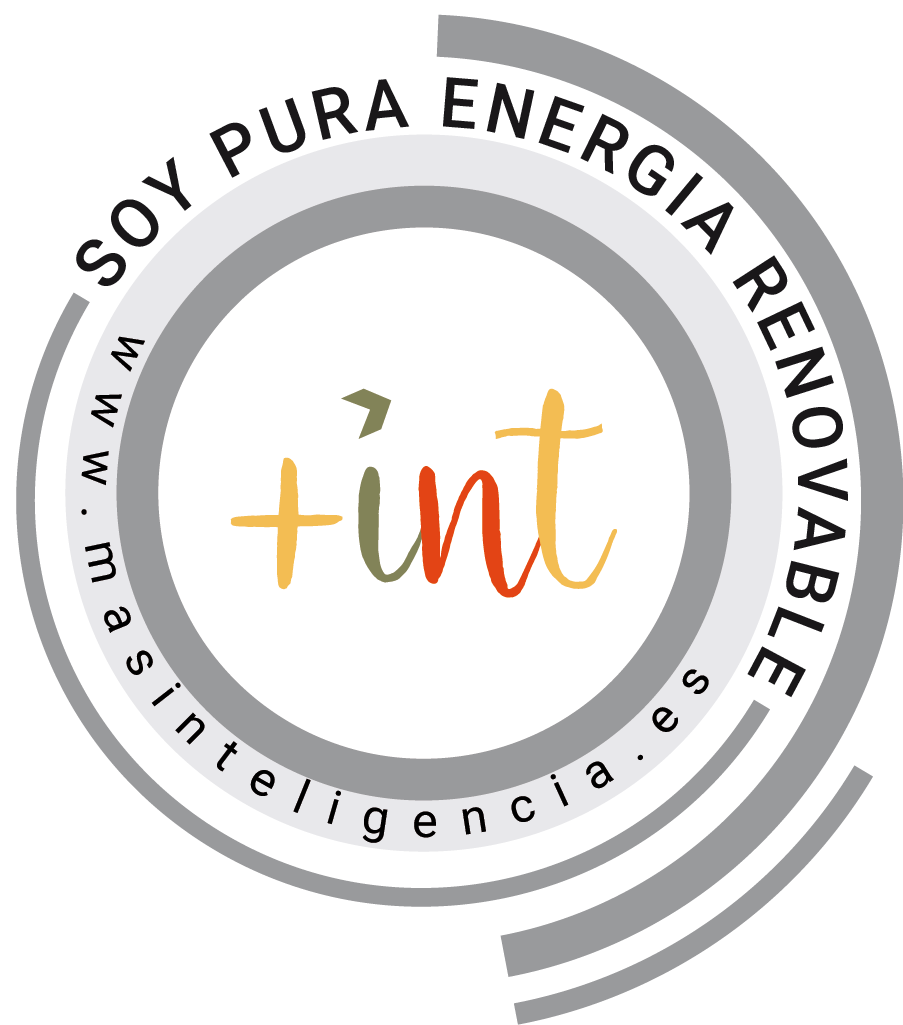 SOY PURA ENERGIA RENOVABLE
+int
www.masinteligencia.es